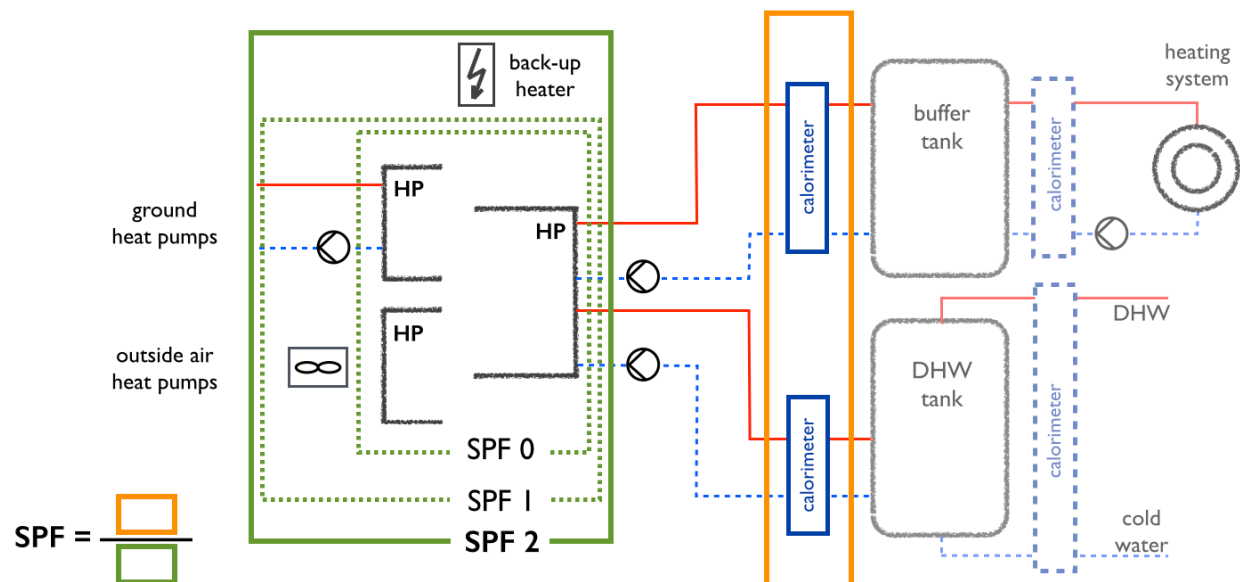 back-up
heater
ground
heat pumps
outside air
heat pumps
HP
HP
HP
SPF 0
SPF 1
SPF 2
SPF =
calorimeter
calorimeter
buffer
tank
DHW
tank
calorimeter
calorimeter
heating
system
DHW
cold
water